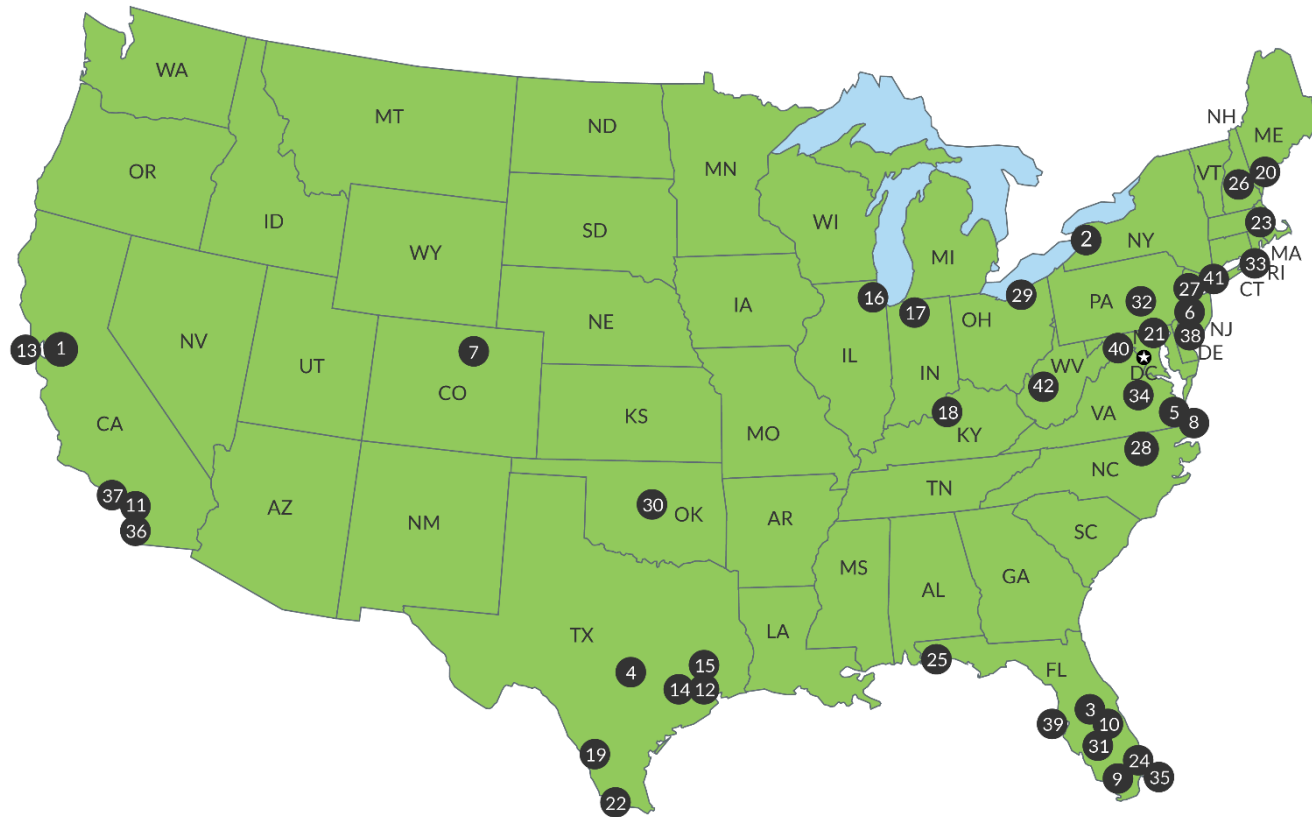 WA
NH
ME
MT
ND
VT
20
MN
OR
26
WI
23
ID
SD
2
NY
MI
MA
WY
33
RI
41
CT
16
29
27
IA
PA
32
17
6
NE
OH
NJ
21
38
13
1
7
40
DE
NV
IL
WV
UT
IN
DC
CO
42
34
VA
5
18
8
CA
KS
MO
KY
28
NC
TN
37
11
30
AZ
NM
OK
AR
36
SC
MS
AL
GA
TX
LA
15
25
4
FL
14
12
3
39
10
31
19
24
9
35
22